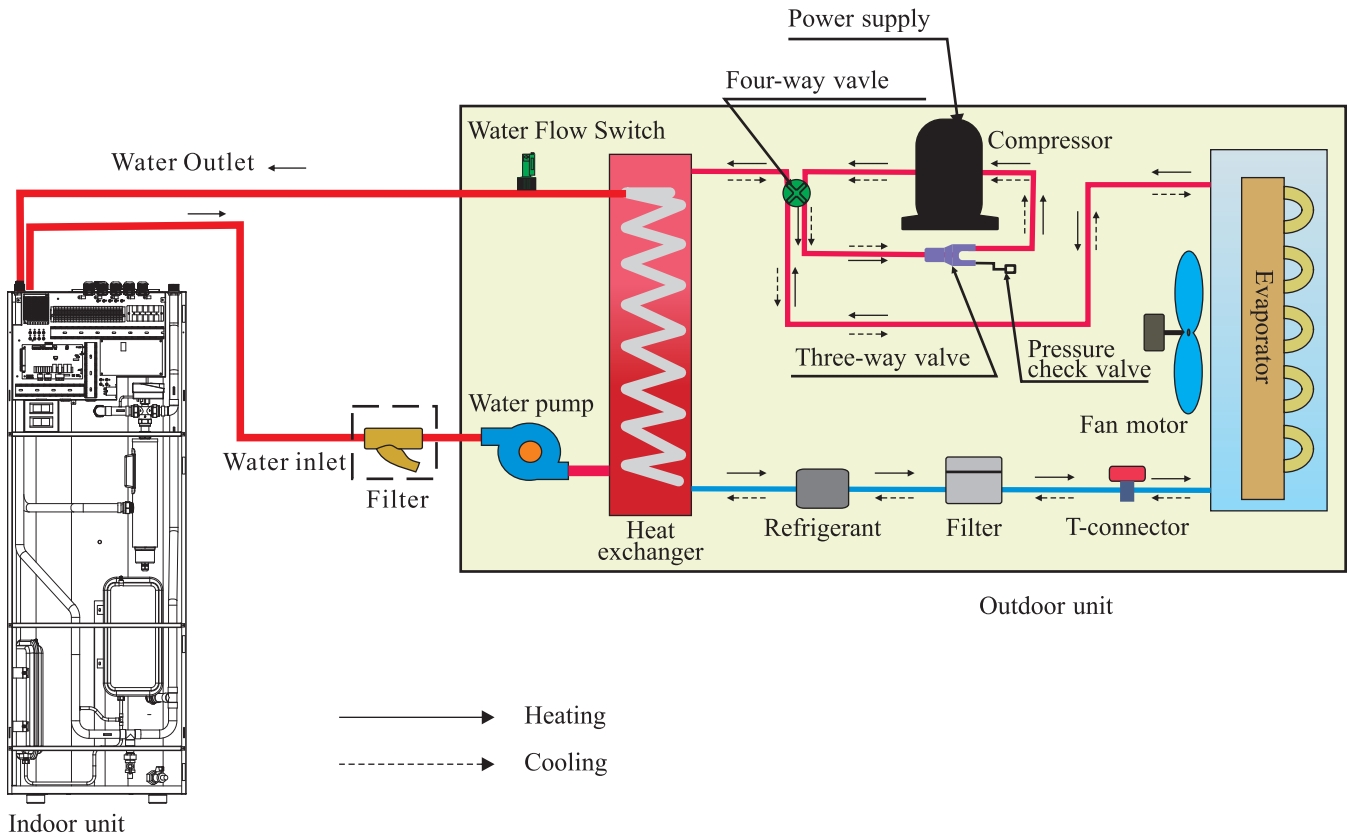 Power supply
Four-way vavle
Water Flow Switch
Compressor
Water Outlet
Evaporator
Three-way valve
Pressure
check valve
Fan motor
Water pump
Water inlet
Filter
Heat
exchanger
Refrigerant
Filter
T-connector
Outdoor unit
Heating
Cooling
Indoor unit